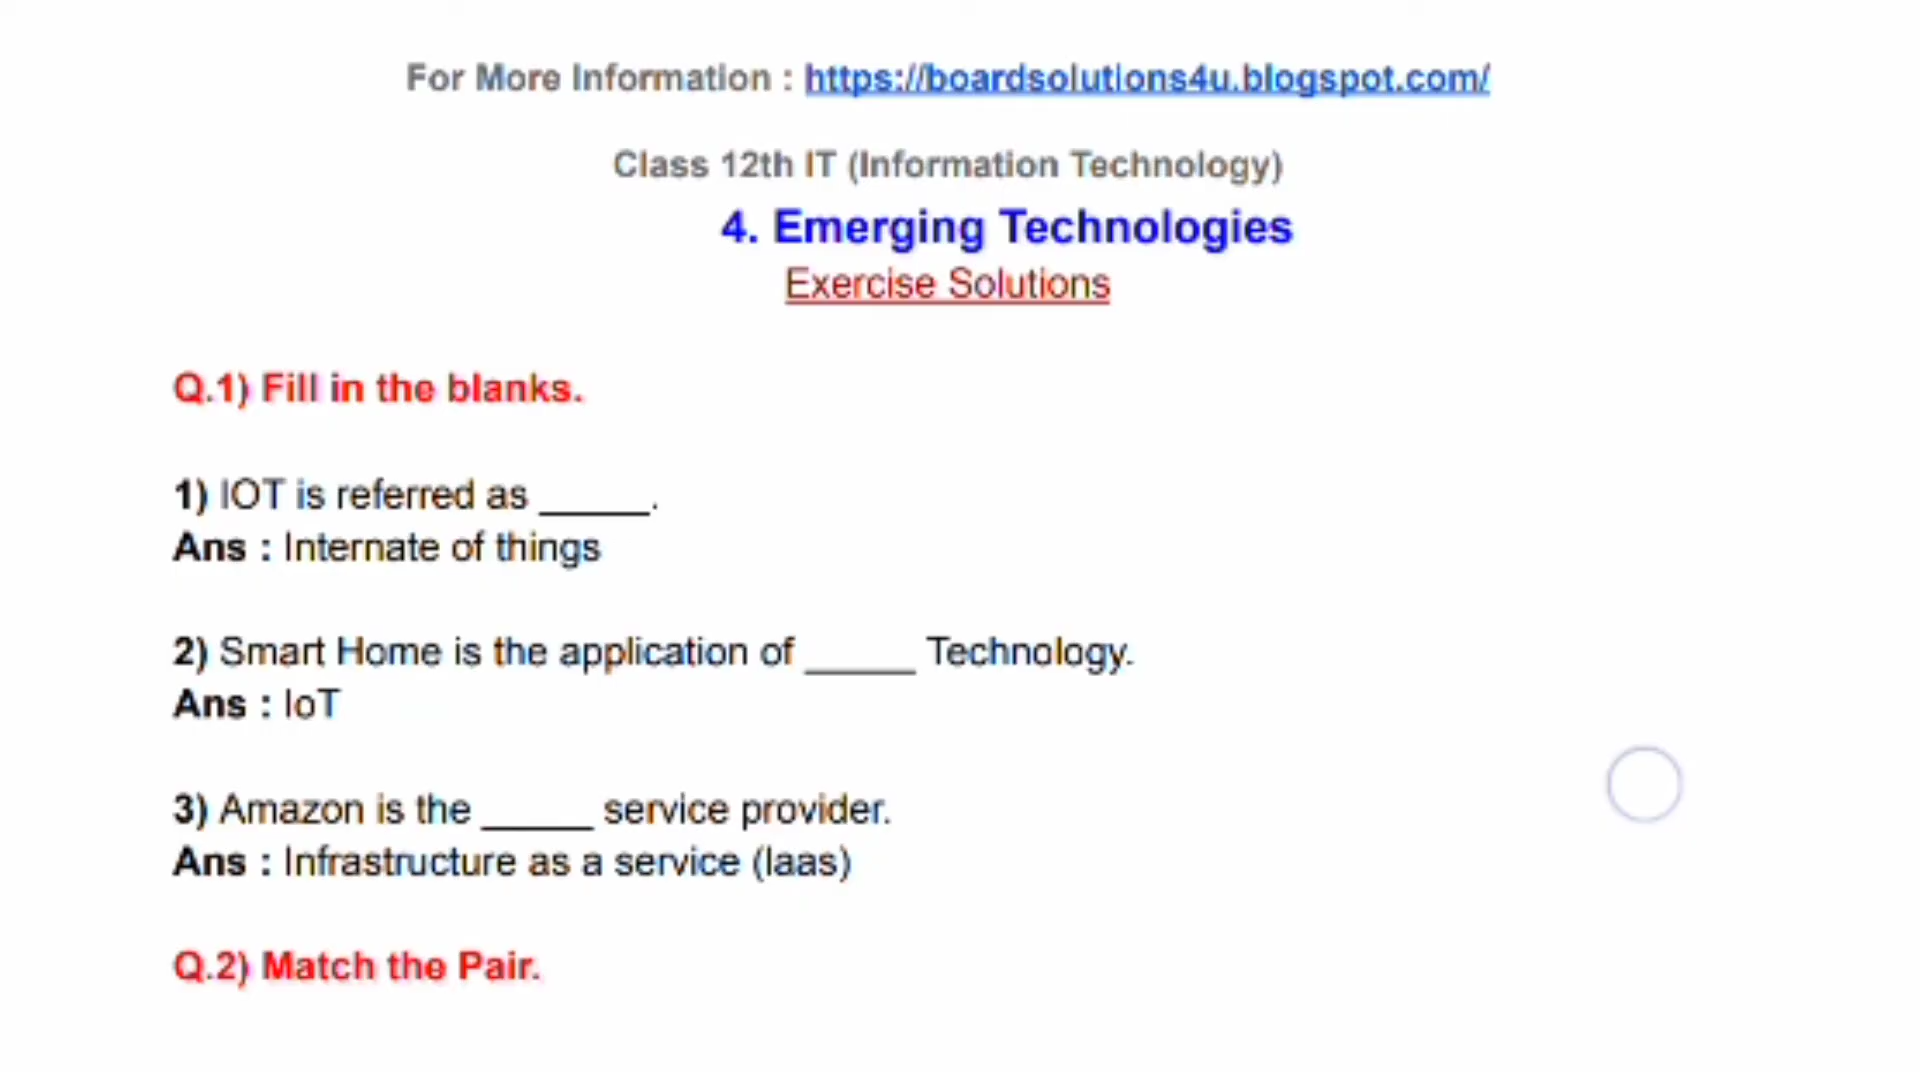 For More Information : https://boardsolutions4u.blogspot.com/
Class 12th IT (Information Technology)
4. Emerging Technologies
Exercise Solutions
Q.1) Fill in the blanks.
1) IOT is referred as _____.
Ans : Internate of things
2) Smart Home is the application of _____ Technology.
Ans : IoT
3) Amazon is the _____ service provider.
Ans : Infrastructure as a service (Iaas)
Q.2) Match the Pair.